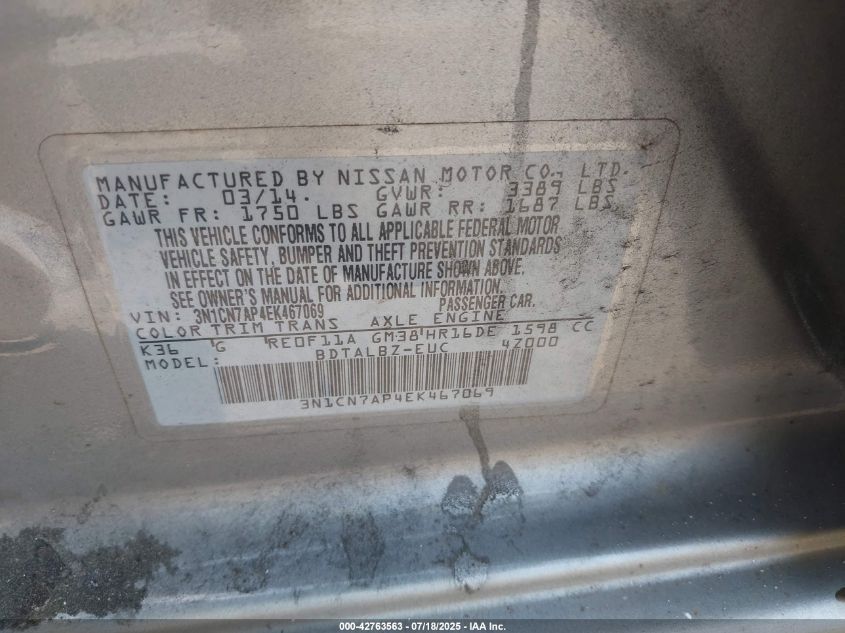 MANUFACTURED BY NISSAN MOTOR CO., LTD.
DATE: 03/14. GVWR: 3389 LBS
GAWR FR: 1750 LBS GAWR RR: 1687 LBS
THIS VEHICLE CONFORMS TO ALL APPLICABLE FEDERAL MOTOR
VEHICLE SAFETY, BUMPER AND THEFT PREVENTION STANDARDS
IN EFFECT ON THE DATE OF MANUFACTURE SHOWN ABOVE.
SEE OWNER'S MANUAL FOR ADDITIONAL INFORMATION.
VIN: 3N1CN7AP4EK467069 PASSENGER CAR.
COLOR TRIM TRANS AXLE ENGINE
K36 'G 'RE0F11A GM38'HR16DE 1598 CC
MODEL: BDTALBZ-EUC 4Z000
3N1CN7AP4EK467069
000-42763563 - 07/18/2025 - IAA Inc.